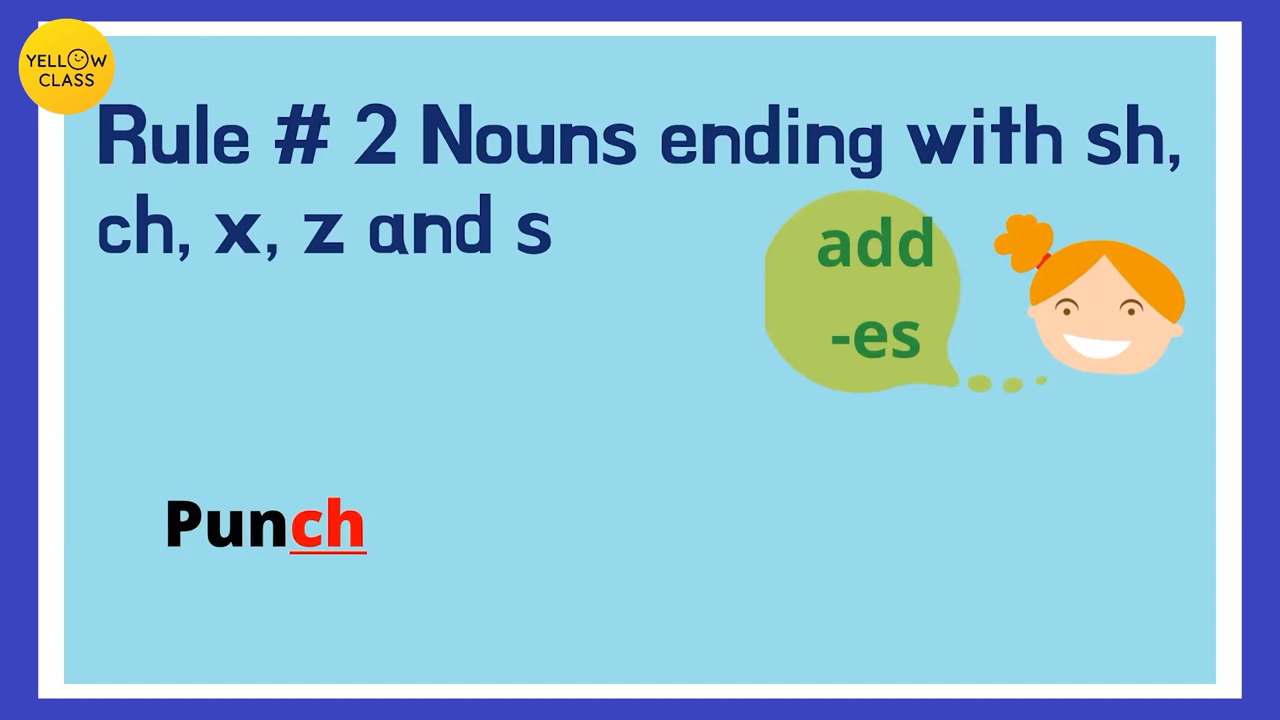 YELLOW
CLASS
Rule # 2 Nouns ending with sh,
ch, x, z and s
add
-es
Punch